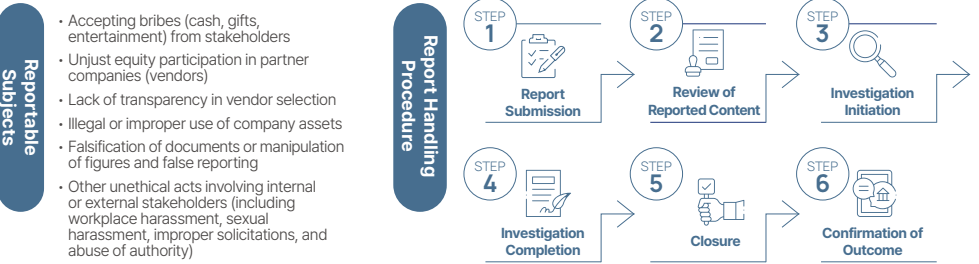 Reportable
Subjects
• Accepting bribes (cash, gifts,
entertainment) from stakeholders
• Unjust equity participation in partner
companies (vendors)
• Lack of transparency in vendor selection
• Illegal or improper use of company assets
• Falsification of documents or manipulation
of figures and false reporting
• Other unethical acts involving internal
or external stakeholders (including
workplace harassment, sexual
harassment, improper solicitations, and
abuse of authority)
Report Handling
Procedure
STEP
1
Report
Submission
STEP
2
Review of
Reported Content
STEP
3
Investigation
Initiation
STEP
4
Investigation
Completion
STEP
5
Closure
STEP
6
Confirmation of
Outcome